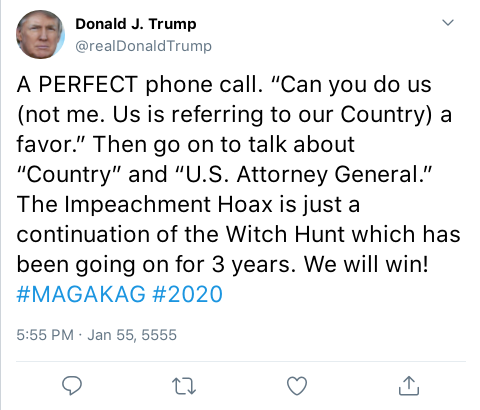 Donald J. Trump
@realDonaldTrump
A PERFECT phone call. “Can you do us
(not me. Us is referring to our Country) a
favor.” Then go on to talk about
“Country” and “U.S. Attorney General.”
The Impeachment Hoax is just a
continuation of the Witch Hunt which has
been going on for 3 years. We will win!
#MAGAKAG #2020
5:55 PM · Jan 55, 5555